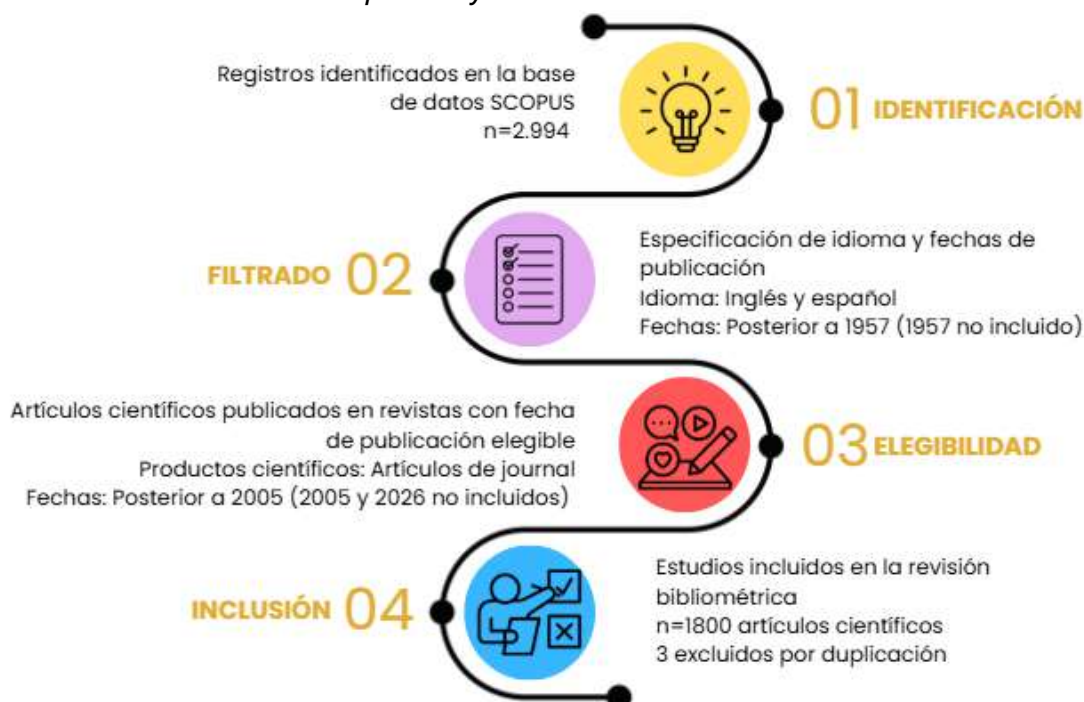 Registros identificados en la base
de datos SCOPUS
n=2.994
01 IDENTIFICACIÓN
FILTRADO 02
Especificación de idioma y fechas de
publicación
Idioma: Inglés y español
Fechas: Posterior a 1957 (1957 no incluido)
Artículos científicos publicados en revistas con fecha
de publicación elegible
Productos científicos: Artículos de journal
Fechas: Posterior a 2005 (2005 y 2026 no incluidos)
03 ELEGIBILIDAD
INCLUSIÓN 04
Estudios incluidos en la revisión
bibliométrica
n=1800 artículos científicos
3 excluidos por duplicación